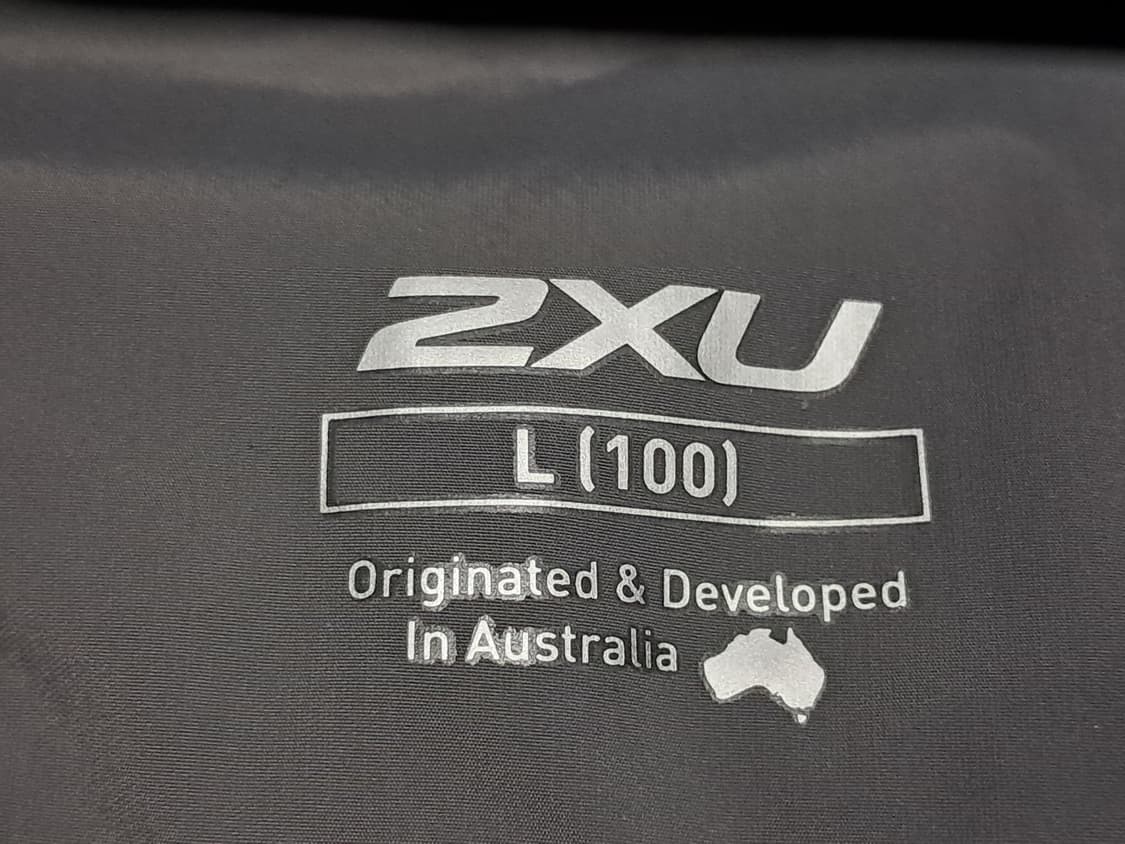 2XU
L (100)
Originated & Developed
In Australia